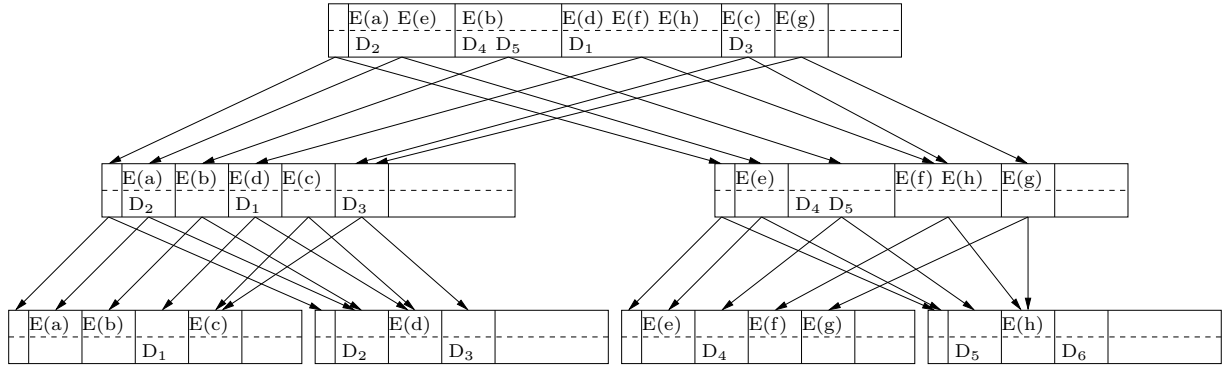 E(a) E(e) E(b) E(d) E(f) E(h) E(c) E(g)
D₂ D₄ D₅ D₁ D₃
E(a) E(b) E(d) E(c)
D₂ D₁ D₃
E(e) E(f) E(h) E(g)
D₄ D₅
E(a) E(b) E(c)
D₁
E(d)
D₂ D₃
E(e) E(f) E(g)
D₄
E(h)
D₅ D₆